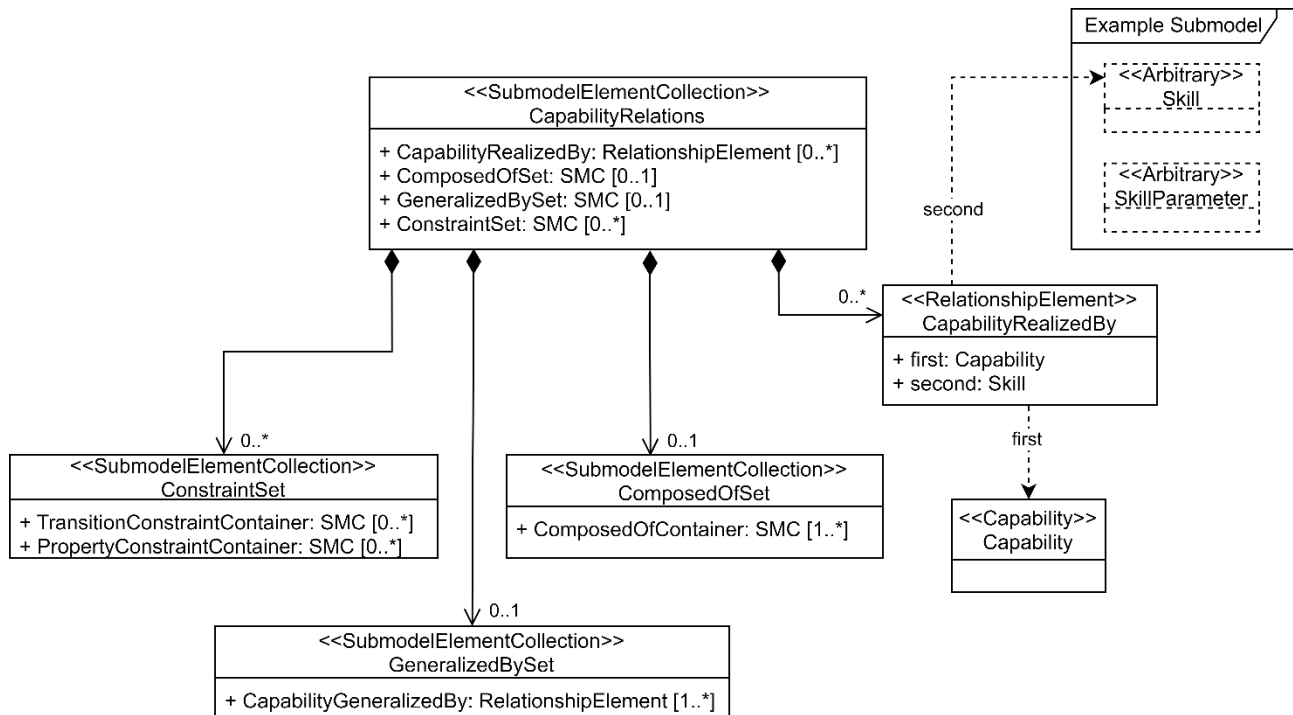 Example Submodel
<<Arbitrary>>
Skill
<<Arbitrary>>
SkillParameter
<<SubmodelElementCollection>>
CapabilityRelations
+ CapabilityRealizedBy: RelationshipElement [0..*]
+ ComposedOfSet: SMC [0..1]
+ GeneralizedBySet: SMC [0..1]
+ ConstraintSet: SMC [0..*]
second
0..*
<<RelationshipElement>>
CapabilityRealizedBy
+ first: Capability
+ second: Skill
first
<<Capability>>
Capability
0..*
<<SubmodelElementCollection>>
ConstraintSet
+ TransitionConstraintContainer: SMC [0..*]
+ PropertyConstraintContainer: SMC [0..*]
0..1
<<SubmodelElementCollection>>
ComposedOfSet
+ ComposedOfContainer: SMC [1..*]
0..1
<<SubmodelElementCollection>>
GeneralizedBySet
+ CapabilityGeneralizedBy: RelationshipElement [1..*]